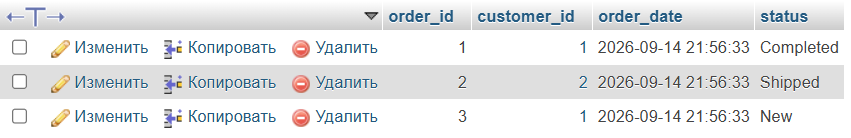 order_id customer_id order_date status
Изменить Копировать Удалить 1 1 2026-09-14 21:56:33 Completed
Изменить Копировать Удалить 2 2 2026-09-14 21:56:33 Shipped
Изменить Копировать Удалить 3 1 2026-09-14 21:56:33 New